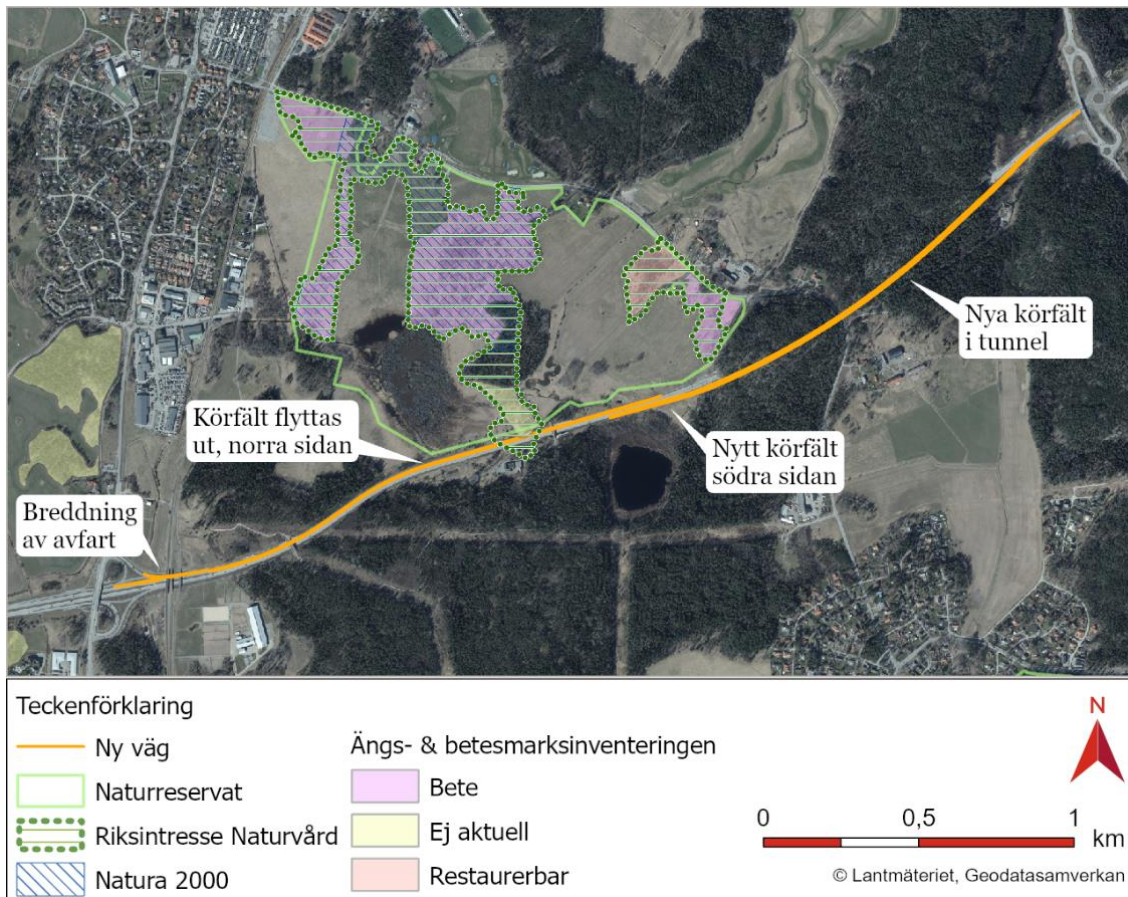 Nya körfält
i tunnel
Körfält flyttas
ut, norra sidan
Nytt körfält
södra sidan
Breddning
av avfart
Teckenförklaring
Ny väg
Naturreservat
Riksintresse Naturvård
Natura 2000
Ängs- & betesmarksinventeringen
Bete
Ej aktuell
Restaurerbar
N
0 0,5 1
km
© Lantmäteriet, Geodatasamverkan